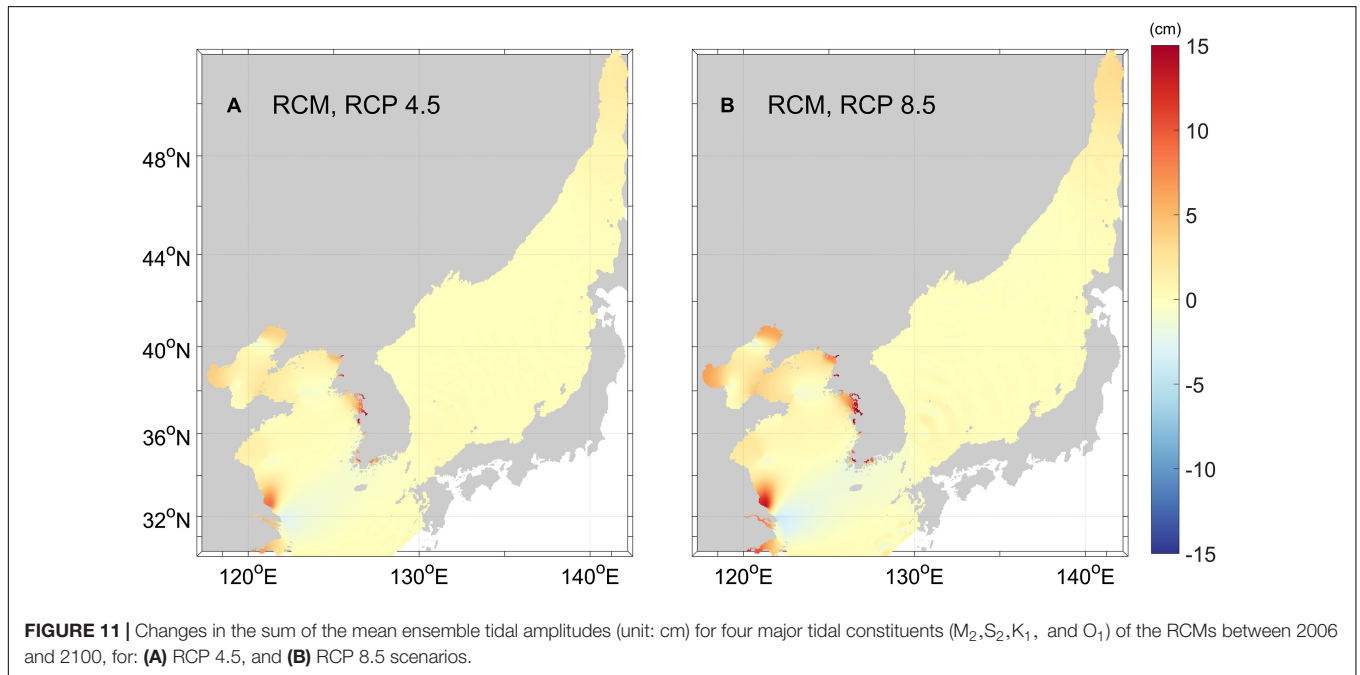 (cm)
A RCM, RCP 4.5
B RCM, RCP 8.5
15
10
5
0
-5
-10
-15
48°N
44°N
40°N
36°N
32°N
120°E 130°E 140°E
120°E 130°E 140°E
FIGURE 11 | Changes in the sum of the mean ensemble tidal amplitudes (unit: cm) for four major tidal constituents (M₂,S₂,K₁, and O₁) of the RCMs between 2006
and 2100, for: (A) RCP 4.5, and (B) RCP 8.5 scenarios.